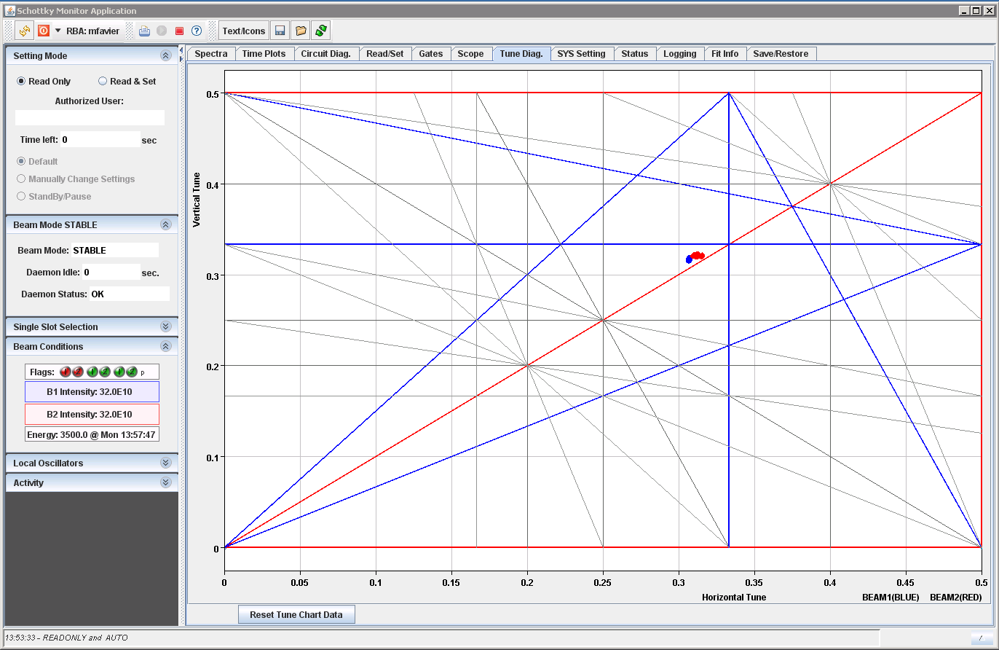 Schottky Monitor Application
RBA: mfavier
Text/Icons
Setting Mode
Read Only
Read & Set
Authorized User:
Time left: 0 sec
Default
Manually Change Settings
StandBy/Pause
Beam Mode STABLE
Beam Mode: STABLE
Daemon Idle: 0 sec.
Daemon Status: OK
Single Slot Selection
Beam Conditions
Flags: 1 2 1 2 1 2 p
B1 Intensity: 32.0E10
B2 Intensity: 32.0E10
Energy: 3500.0 @ Mon 13:57:47
Local Oscillators
Activity
Spectra Time Plots Circuit Diag. Read/Set Gates Scope Tune Diag. SYS Setting Status Logging Fit Info Save/Restore
Vertical Tune
0.5
0.4
0.3
0.2
0.1
0
0 0.05 0.1 0.15 0.2 0.25 0.3 0.35 0.4 0.45 0.5
Horizontal Tune
BEAM1(BLUE) BEAM2(RED)
Reset Tune Chart Data
13:53:33 - READONLY and AUTO